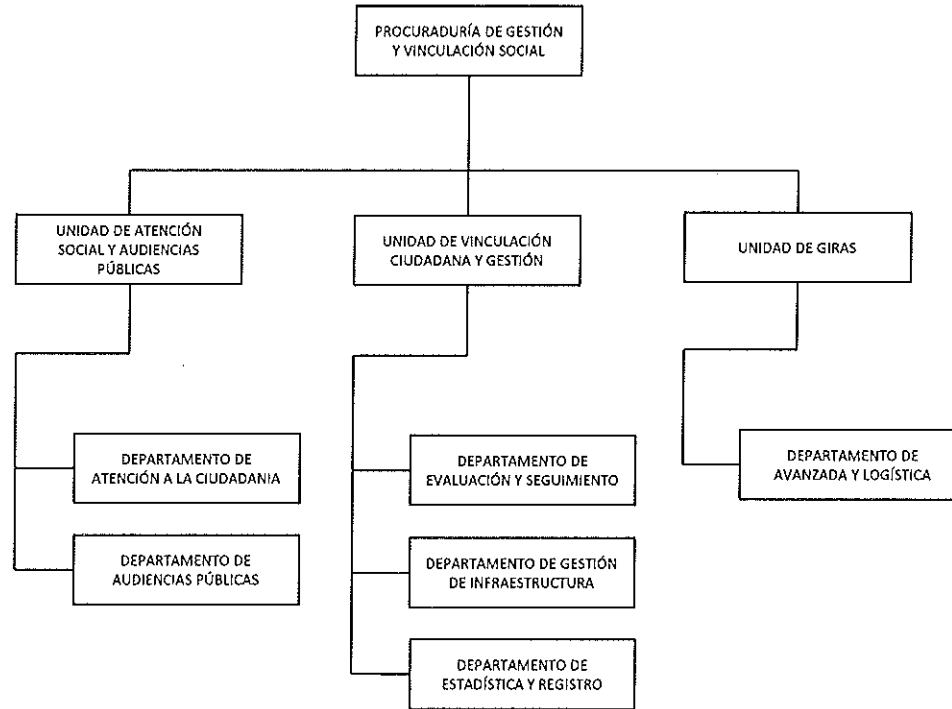 PROCURADURÍA DE GESTIÓN
Y VINCULACIÓN SOCIAL
UNIDAD DE ATENCIÓN
SOCIAL Y AUDIENCIAS
PÚBLICAS
UNIDAD DE VINCULACIÓN
CIUDADANA Y GESTIÓN
UNIDAD DE GIRAS
DEPARTAMENTO DE
ATENCIÓN A LA CIUDADANIA
DEPARTAMENTO DE
AUDIENCIAS PÚBLICAS
DEPARTAMENTO DE
EVALUACIÓN Y SEGUIMIENTO
DEPARTAMENTO DE GESTIÓN
DE INFRAESTRUCTURA
DEPARTAMENTO DE
ESTADÍSTICA Y REGISTRO
DEPARTAMENTO DE
AVANZADA Y LOGÍSTICA